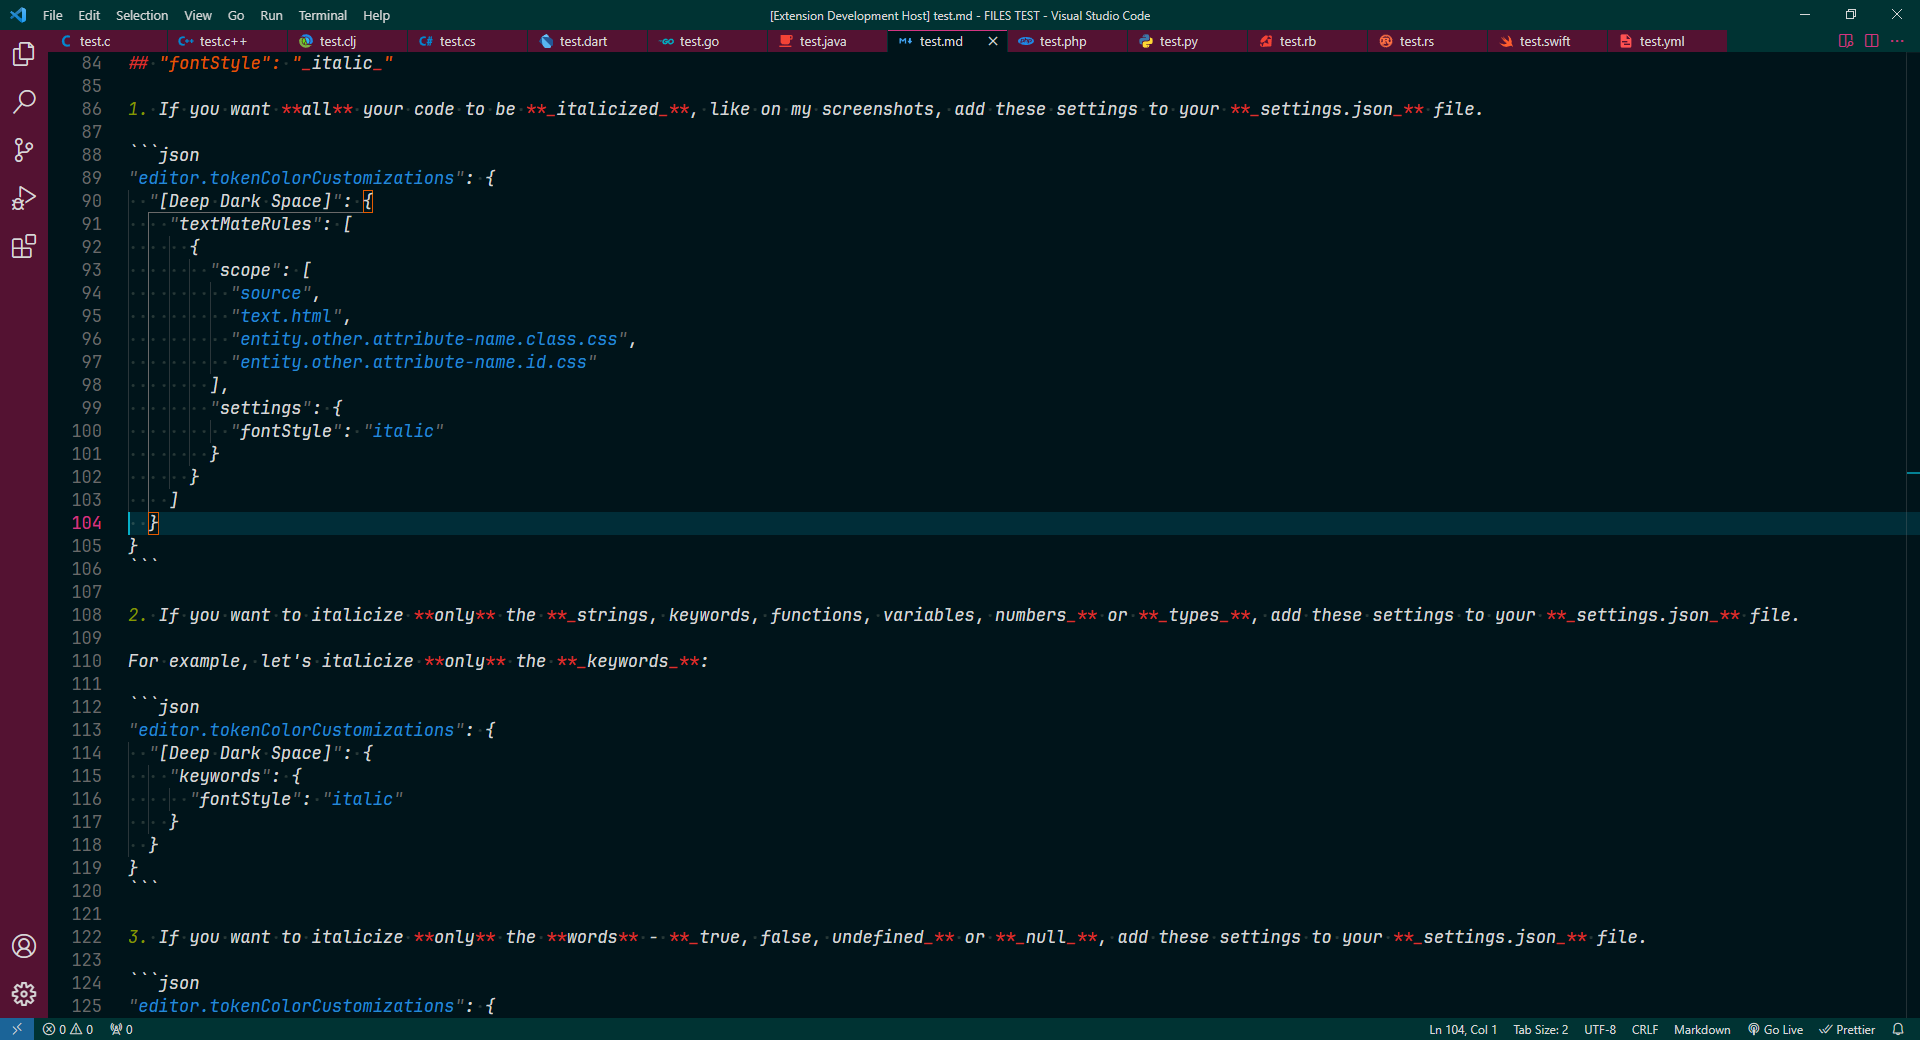 File Edit Selection View Go Run Terminal Help
[Extension Development Host] test.md - FILES TEST - Visual Studio Code
test.c test.c++ test.clj test.cs test.dart test.go test.java test.md test.php test.py test.rb test.rs test.swift test.yml
84 ## "fontStyle": "_italic_"
85
86 1. If you want **all** your code to be **_italicized_**, like on my screenshots, add these settings to your **_settings.json_** file.
87
88 ```json
89 "editor.tokenColorCustomizations": {
90 "[Deep Dark Space]": {
91 "textMateRules": [
92 {
93 "scope": [
94 "source",
95 "text.html",
96 "entity.other.attribute-name.class.css",
97 "entity.other.attribute-name.id.css"
98 ],
99 "settings": {
100 "fontStyle": "italic"
101 }
102 }
103 ]
104 }
105 }
106 ```
107
108 2. If you want to italicize **only** the **_strings, keywords, functions, variables, numbers_** or **_types_**, add these settings to your **_settings.json_** file.
109
110 For example, let's italicize **only** the **_keywords_**:
111
112 ```json
113 "editor.tokenColorCustomizations": {
114 "[Deep Dark Space]": {
115 "keywords": {
116 "fontStyle": "italic"
117 }
118 }
119 }
120 ```
121
122 3. If you want to italicize **only** the **words** - **_true, false, undefined_** or **_null_**, add these settings to your **_settings.json_** file.
123
124 ```json
125 "editor.tokenColorCustomizations": {
0 0 0 Ln 104, Col 1 Tab Size: 2 UTF-8 CRLF Markdown Go Live Prettier